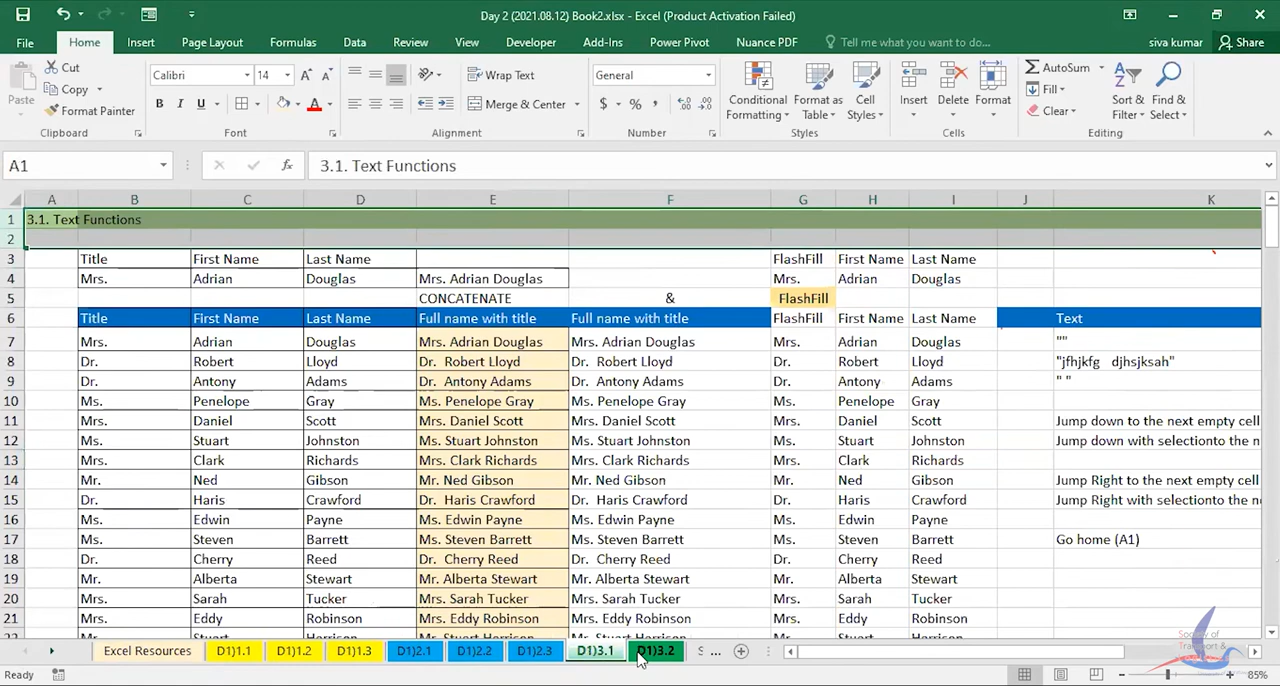 Day 2 (2021.08.12) Book2.xlsx - Excel (Product Activation Failed)
File Home Insert Page Layout Formulas Data Review View Developer Add-Ins Power Pivot Nuance PDF Tell me what you want to do... siva kumar Share
Paste Cut Copy Format Painter Calibri 14 B I U A Wrap Text Merge & Center General $ % , Conditional Formatting Format as Table Cell Styles Insert Delete Format AutoSum Fill Clear Sort & Filter Find & Select
Clipboard Font Alignment Number Styles Cells Editing
A1 fx 3.1. Text Functions
A B C D E F G H I J K
1 3.1. Text Functions
2
3 Title First Name Last Name FlashFill First Name Last Name
4 Mrs. Adrian Douglas Mrs. Adrian Douglas Mrs. Adrian Douglas
5 CONCATENATE & FlashFill
6 Title First Name Last Name Full name with title Full name with title FlashFill First Name Last Name Text
7 Mrs. Adrian Douglas Mrs. Adrian Douglas Mrs. Adrian Douglas Mrs. Adrian Douglas ""
8 Dr. Robert Lloyd Dr. Robert Lloyd Dr. Robert Lloyd Dr. Robert Lloyd "jfhjkfg djhsjksah"
9 Dr. Antony Adams Dr. Antony Adams Dr. Antony Adams Dr. Antony Adams " "
10 Ms. Penelope Gray Ms. Penelope Gray Ms. Penelope Gray Ms. Penelope Gray
11 Mrs. Daniel Scott Mrs. Daniel Scott Mrs. Daniel Scott Mrs. Daniel Scott Jump down to the next empty cell
12 Ms. Stuart Johnston Ms. Stuart Johnston Ms. Stuart Johnston Ms. Stuart Johnston Jump down with selectionto the n
13 Mrs. Clark Richards Mrs. Clark Richards Mrs. Clark Richards Mrs. Clark Richards
14 Mr. Ned Gibson Mr. Ned Gibson Mr. Ned Gibson Mr. Ned Gibson Jump Right to the next empty cell
15 Dr. Haris Crawford Dr. Haris Crawford Dr. Haris Crawford Dr. Haris Crawford Jump Right with selectionto the n
16 Ms. Edwin Payne Ms. Edwin Payne Ms. Edwin Payne Ms. Edwin Payne
17 Ms. Steven Barrett Ms. Steven Barrett Ms. Steven Barrett Ms. Steven Barrett Go home (A1)
18 Dr. Cherry Reed Dr. Cherry Reed Dr. Cherry Reed Dr. Cherry Reed
19 Mr. Alberta Stewart Mr. Alberta Stewart Mr. Alberta Stewart Mr. Alberta Stewart
20 Mrs. Sarah Tucker Mrs. Sarah Tucker Mrs. Sarah Tucker Mrs. Sarah Tucker
21 Mrs. Eddy Robinson Mrs. Eddy Robinson Mrs. Eddy Robinson Mrs. Eddy Robinson
Society of
Transport &
Excel Resources D1)1.1 D1)1.2 D1)1.3 D1)2.1 D1)2.2 D1)2.3 D1)3.1 D1)3.2 S ...
Ready 85%